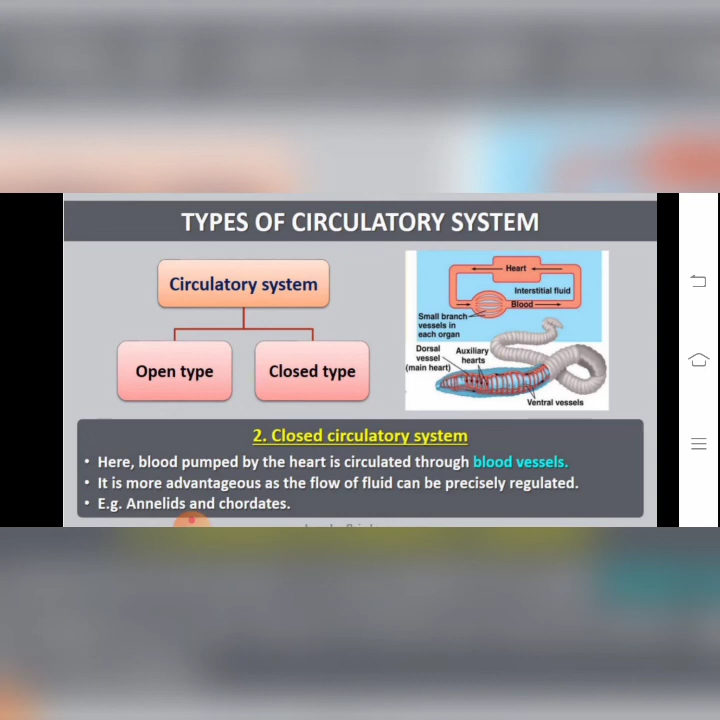 TYPES OF CIRCULATORY SYSTEM
Circulatory system
Open type
Closed type
Heart
Interstitial fluid
Blood
Small branch
vessels in
each organ
Dorsal
vessel
(main heart)
Auxiliary
hearts
Ventral vessels
2. Closed circulatory system
• Here, blood pumped by the heart is circulated through blood vessels.
• It is more advantageous as the flow of fluid can be precisely regulated.
• E.g. Annelids and chordates.